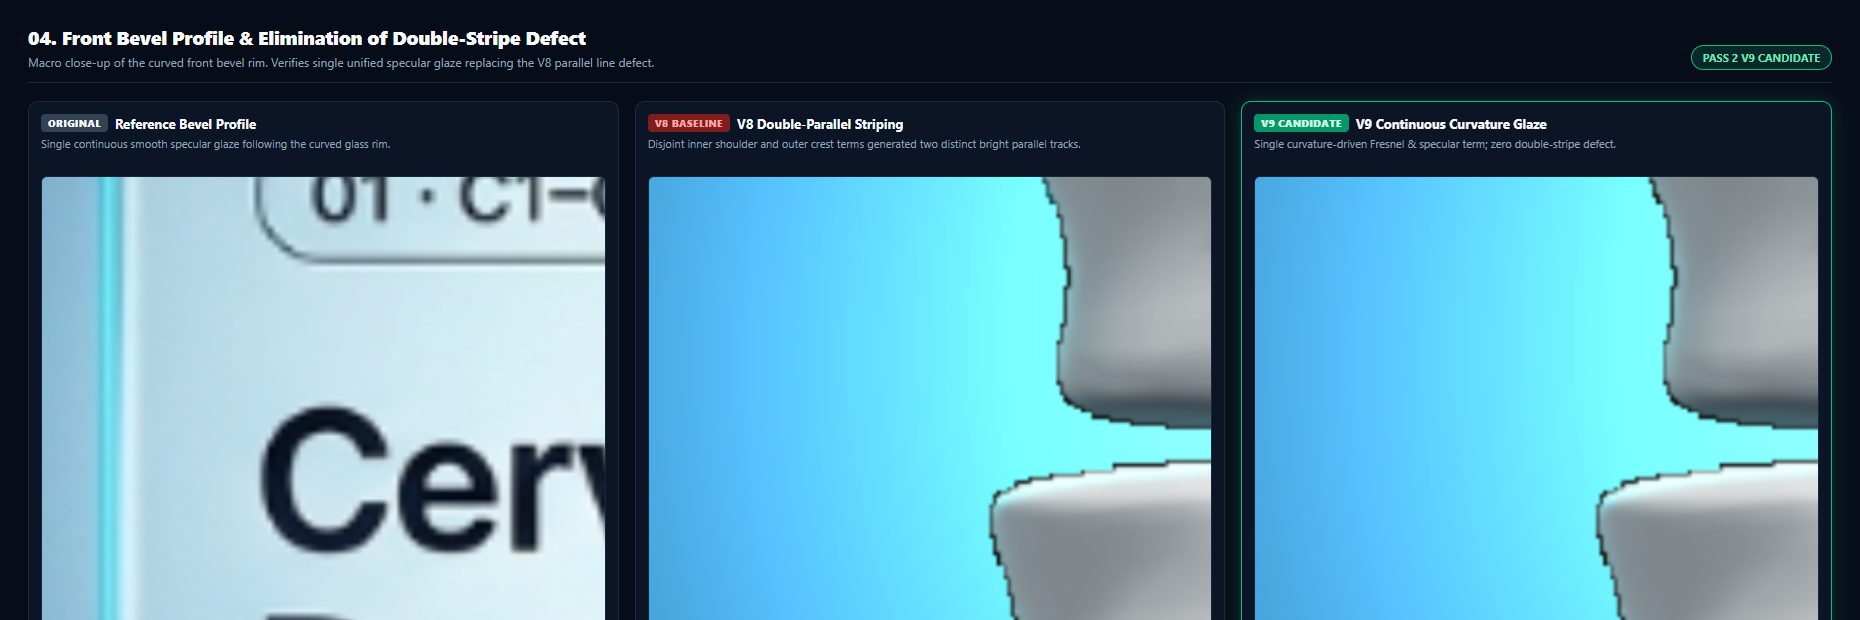 04. Front Bevel Profile & Elimination of Double-Stripe Defect
Macro close-up of the curved front bevel rim. Verifies single unified specular glaze replacing the V8 parallel line defect.
PASS 2 V9 CANDIDATE
ORIGINAL Reference Bevel Profile
Single continuous smooth specular glaze following the curved glass rim.
01 · C1–
Cerv
V8 BASELINE V8 Double-Parallel Striping
Disjoint inner shoulder and outer crest terms generated two distinct bright parallel tracks.
V9 CANDIDATE V9 Continuous Curvature Glaze
Single curvature-driven Fresnel & specular term; zero double-stripe defect.